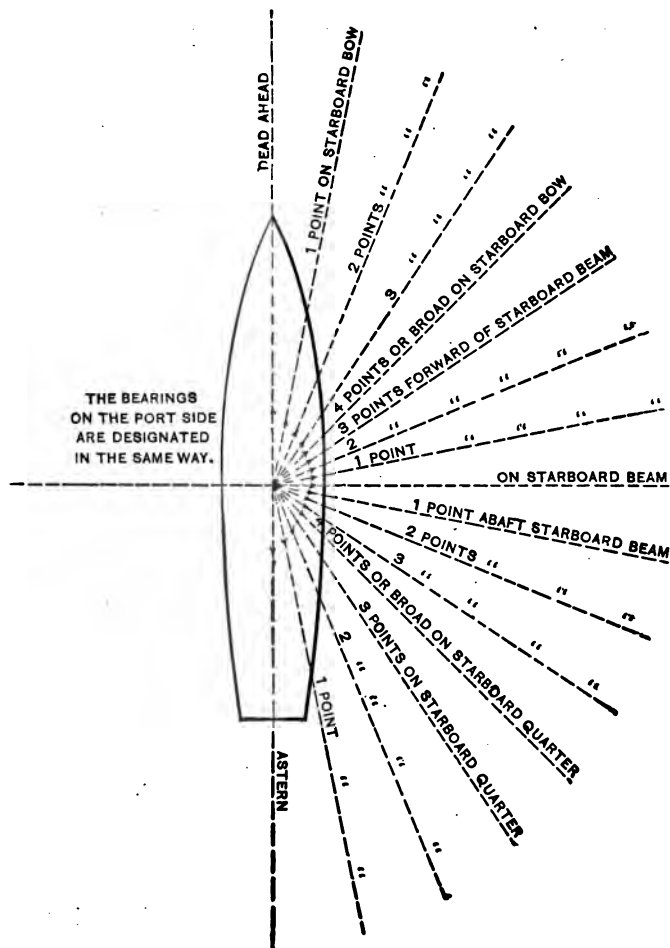 DEAD AHEAD
1 POINT ON STARBOARD BOW
2 POINTS " "
3 " " "
4 POINTS OR BROAD ON STARBOARD BOW
3 POINTS FORWARD OF STARBOARD BEAM
2 " " " "
1 POINT " " " "
ON STARBOARD BEAM
1 POINT ABAFT STARBOARD BEAM
2 POINTS " "
3 " " "
4 POINTS OR BROAD ON STARBOARD QUARTER
3 POINTS ON STARBOARD QUARTER
2 " " "
1 POINT " "
ASTERN
THE BEARINGS
ON THE PORT SIDE
ARE DESIGNATED
IN THE SAME WAY.